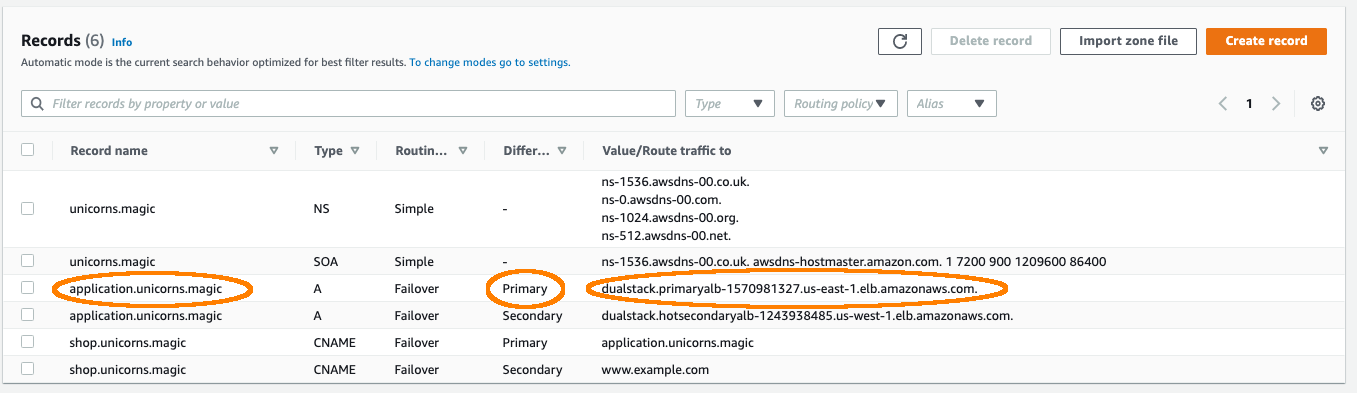 Records (6) Info
Delete record
Import zone file
Create record
Automatic mode is the current search behavior optimized for best filter results. To change modes go to settings.
Filter records by property or value
Type
Routing policy
Alias
1
Record name Type Routin... Differ... Value/Route traffic to
ns-1536.awsdns-00.co.uk.
ns-0.awsdns-00.com.
unicorns.magic NS Simple -
ns-1024.awsdns-00.org.
ns-512.awsdns-00.net.
unicorns.magic SOA Simple - ns-1536.awsdns-00.co.uk. awsdns-hostmaster.amazon.com. 1 7200 900 1209600 86400
application.unicorns.magic A Failover Primary dualstack.primaryalb-1570981327.us-east-1.elb.amazonaws.com.
application.unicorns.magic A Failover Secondary dualstack.hotsecondaryalb-1243938485.us-west-1.elb.amazonaws.com.
shop.unicorns.magic CNAME Failover Primary application.unicorns.magic
shop.unicorns.magic CNAME Failover Secondary www.example.com